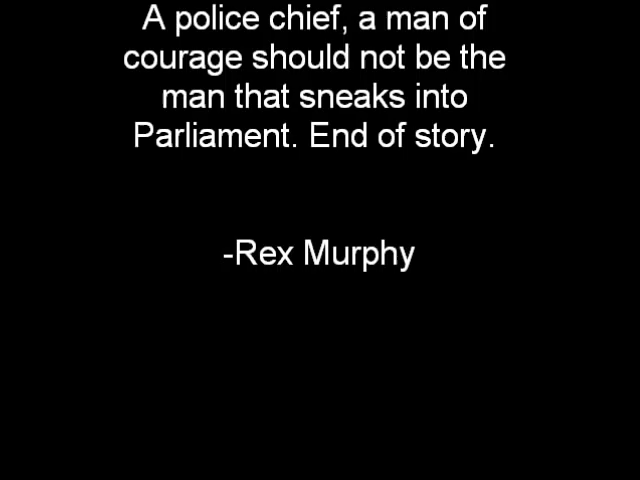 A police chief, a man of
courage should not be the
man that sneaks into
Parliament. End of story.
-Rex Murphy